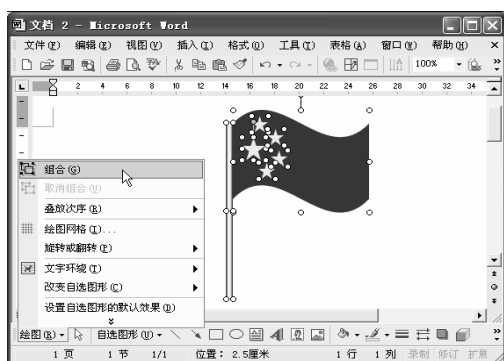 文档 2 - Microsoft Word
文件(F) 编辑(E) 视图(V) 插入(I) 格式(O) 工具(T) 表格(A) 窗口(W) 帮助(H)
100%
L 2 4 6 8 10 12 14 16 18 20 22 24 26 28 30 32 34
组合(G)
取消组合(U)
叠放次序(R)
绘图网格(I)...
旋转或翻转(P)
文字环绕(T)
改变自选图形(C)
设置自选图形的默认效果(D)
绘图(R) 自选图形(U)
1 页 1 节 1/1 位置: 2.5厘米 1 行 1 列 录制 修订 扩展